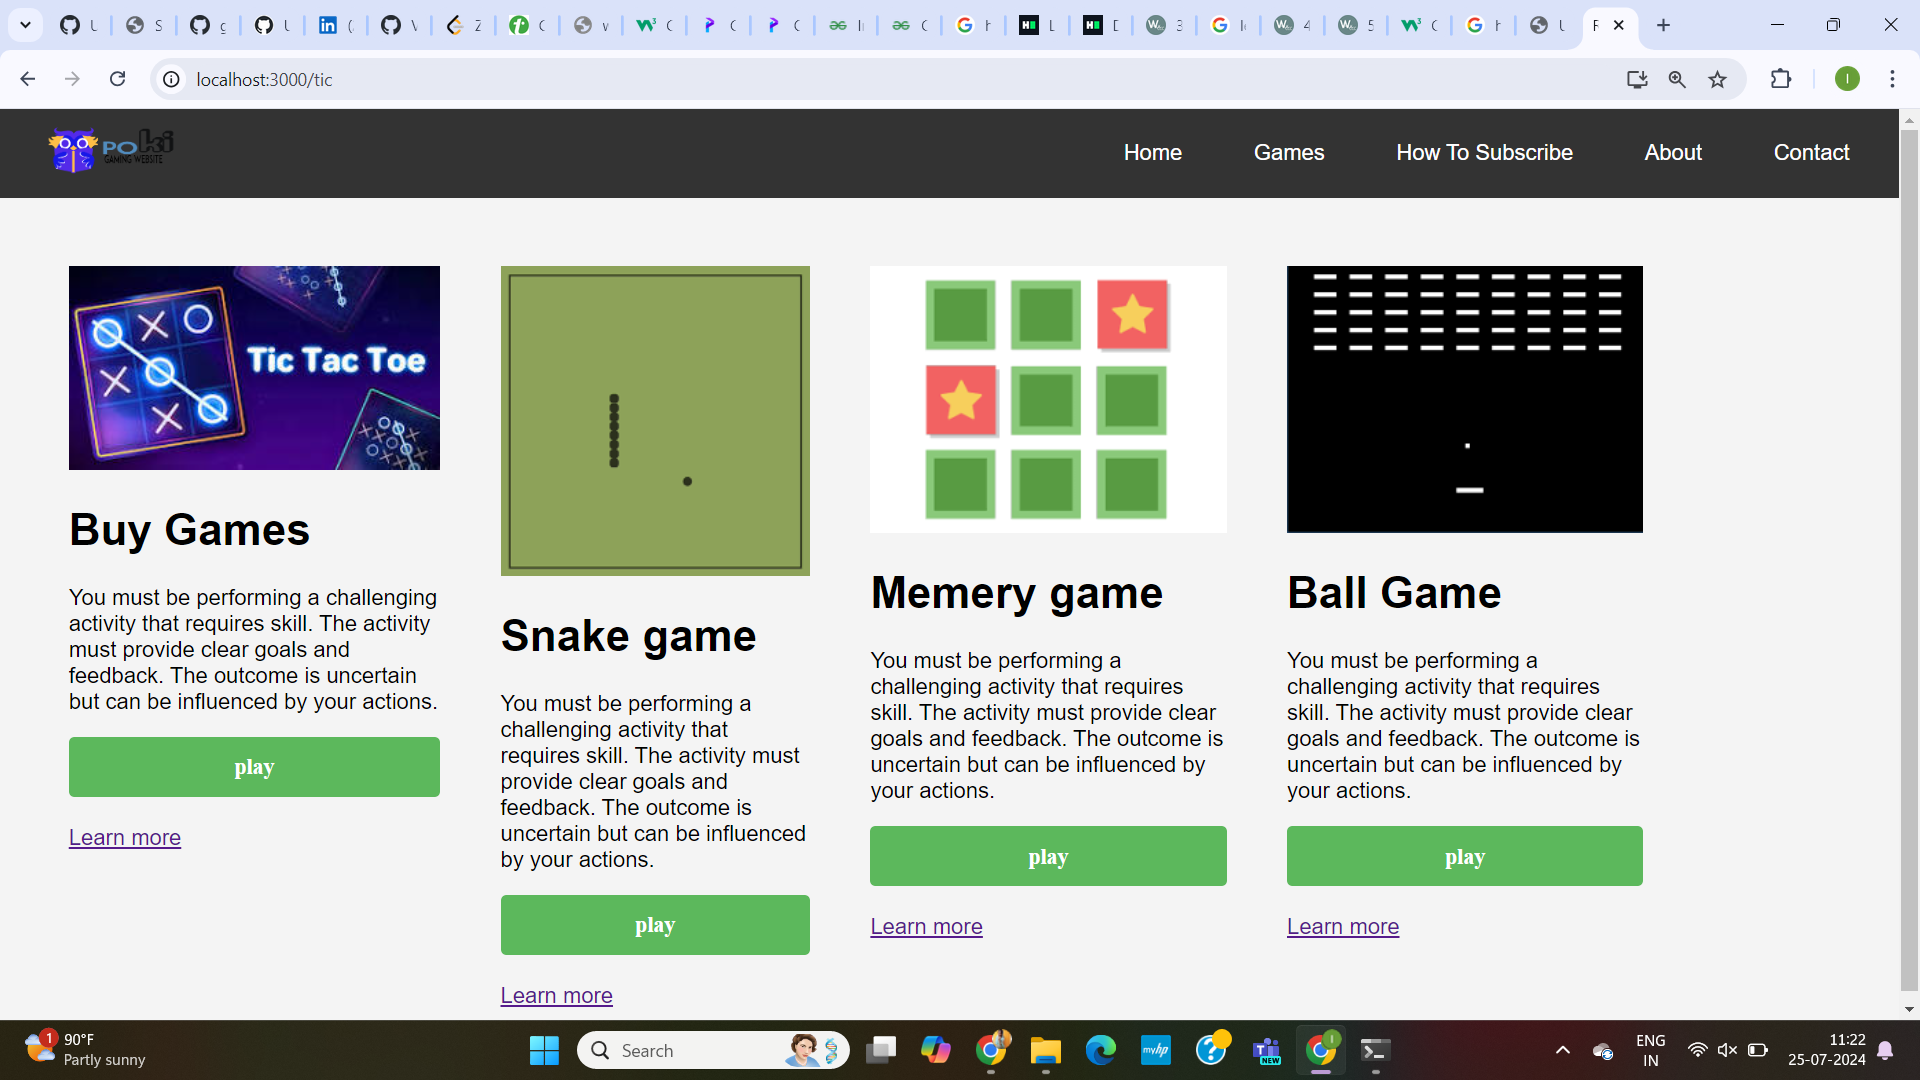 localhost:3000/tic
I
POki
GAMING WEBSITE
Home
Games
How To Subscribe
About
Contact
Tic Tac Toe
Buy Games
You must be performing a challenging
activity that requires skill. The activity
must provide clear goals and
feedback. The outcome is uncertain
but can be influenced by your actions.
play
Learn more
Snake game
You must be performing a
challenging activity that
requires skill. The activity must
provide clear goals and
feedback. The outcome is
uncertain but can be influenced
by your actions.
play
Learn more
Memery game
You must be performing a
challenging activity that requires
skill. The activity must provide clear
goals and feedback. The outcome is
uncertain but can be influenced by
your actions.
play
Learn more
Ball Game
You must be performing a
challenging activity that requires
skill. The activity must provide clear
goals and feedback. The outcome is
uncertain but can be influenced by
your actions.
play
Learn more
1
90°F
Partly sunny
Search
myhp
NEW
ENG
IN
11:22
25-07-2024